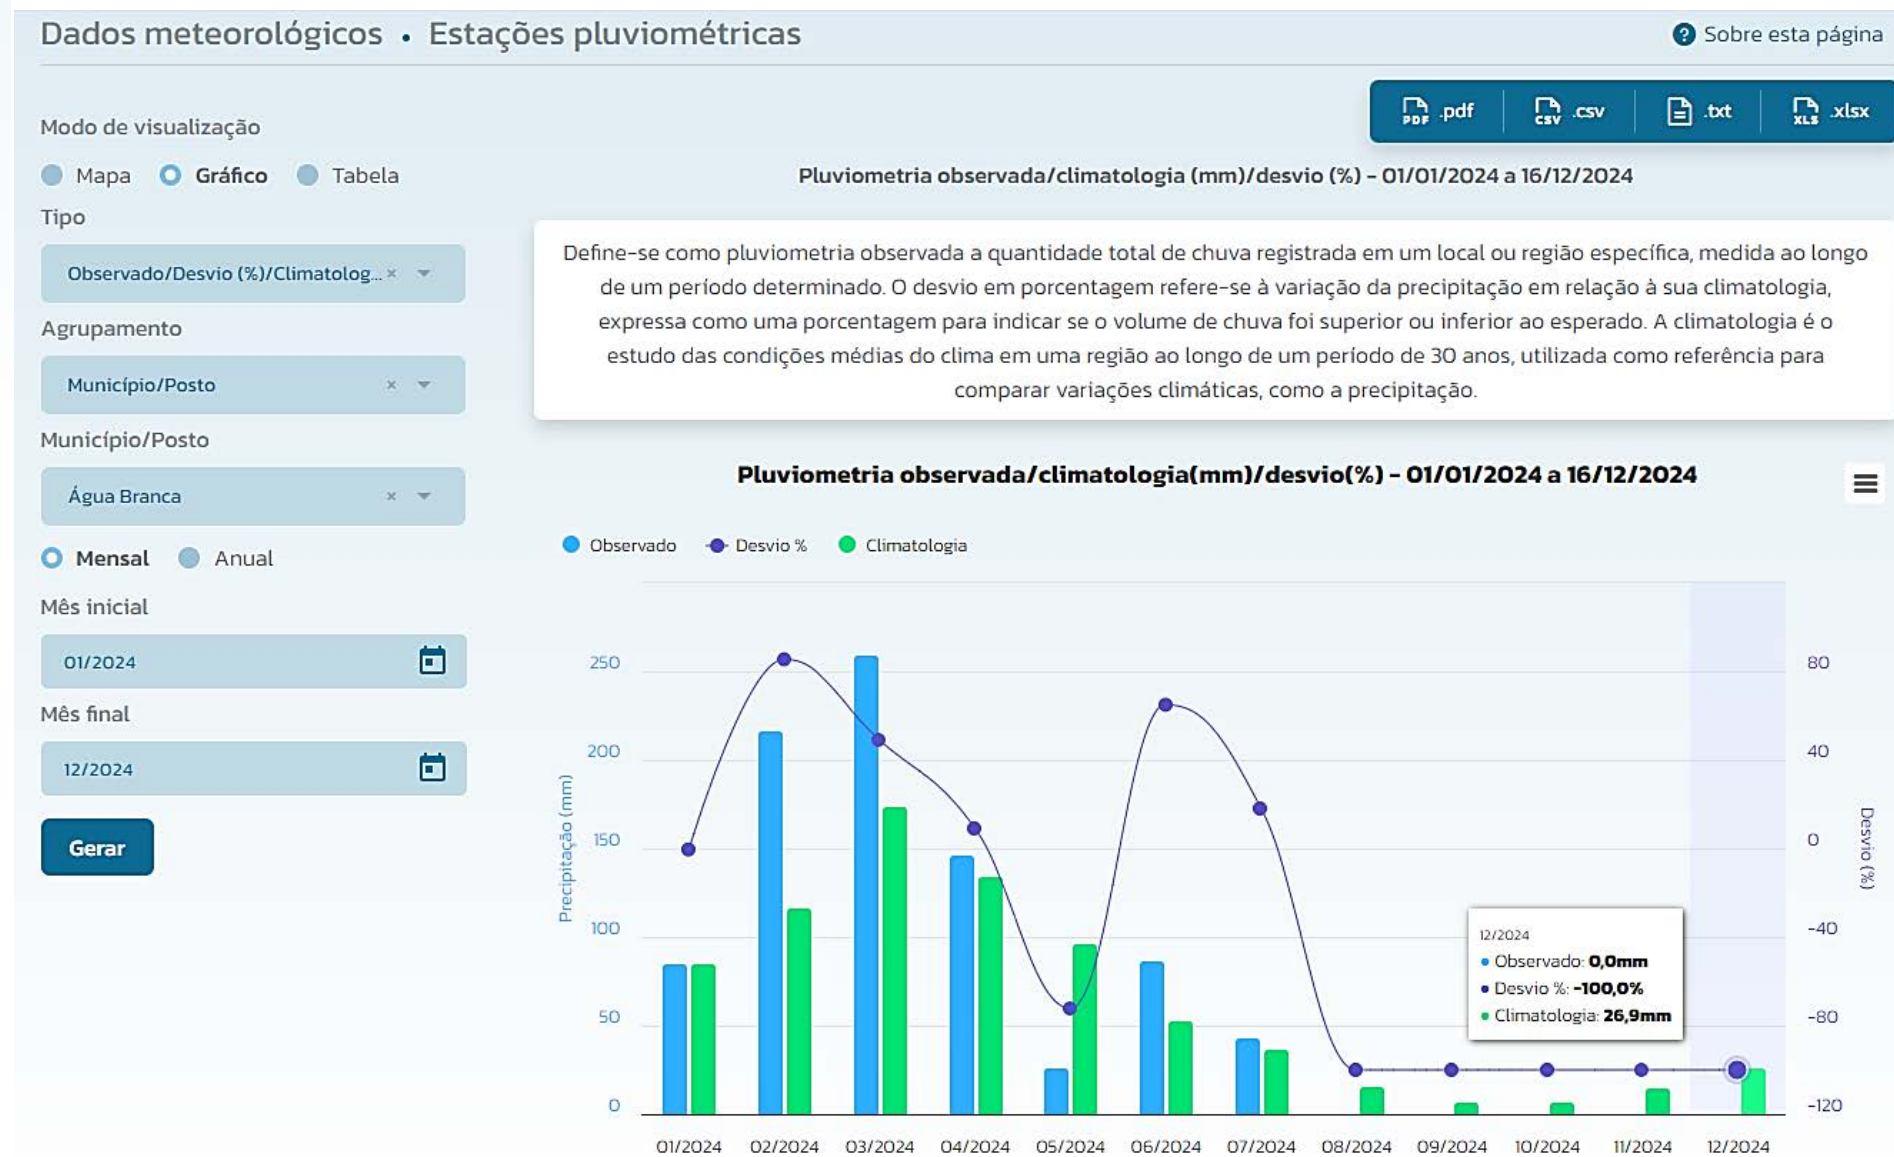 Dados meteorológicos • Estações pluviométricas
Sobre esta página
.pdf .csv .txt .xlsx
Modo de visualização
Mapa Gráfico Tabela
Tipo
Observado/Desvio (%)/Climatolog...
Agrupamento
Município/Posto
Município/Posto
Água Branca
Mensal Anual
Mês inicial
01/2024
Mês final
12/2024
Gerar
Pluviometria observada/climatologia (mm)/desvio (%) - 01/01/2024 a 16/12/2024
Define-se como pluviometria observada a quantidade total de chuva registrada em um local ou região específica, medida ao longo
de um período determinado. O desvio em porcentagem refere-se à variação da precipitação em relação à sua climatologia,
expressa como uma porcentagem para indicar se o volume de chuva foi superior ou inferior ao esperado. A climatologia é o
estudo das condições médias do clima em uma região ao longo de um período de 30 anos, utilizada como referência para
comparar variações climáticas, como a precipitação.
Pluviometria observada/climatologia(mm)/desvio(%) - 01/01/2024 a 16/12/2024
Observado Desvio % Climatologia
Precipitação (mm)
250
200
150
100
50
0
80
40
0
-40
-80
-120
Desvio (%)
12/2024
Observado: 0,0mm
Desvio %: -100,0%
Climatologia: 26,9mm
01/2024 02/2024 03/2024 04/2024 05/2024 06/2024 07/2024 08/2024 09/2024 10/2024 11/2024 12/2024